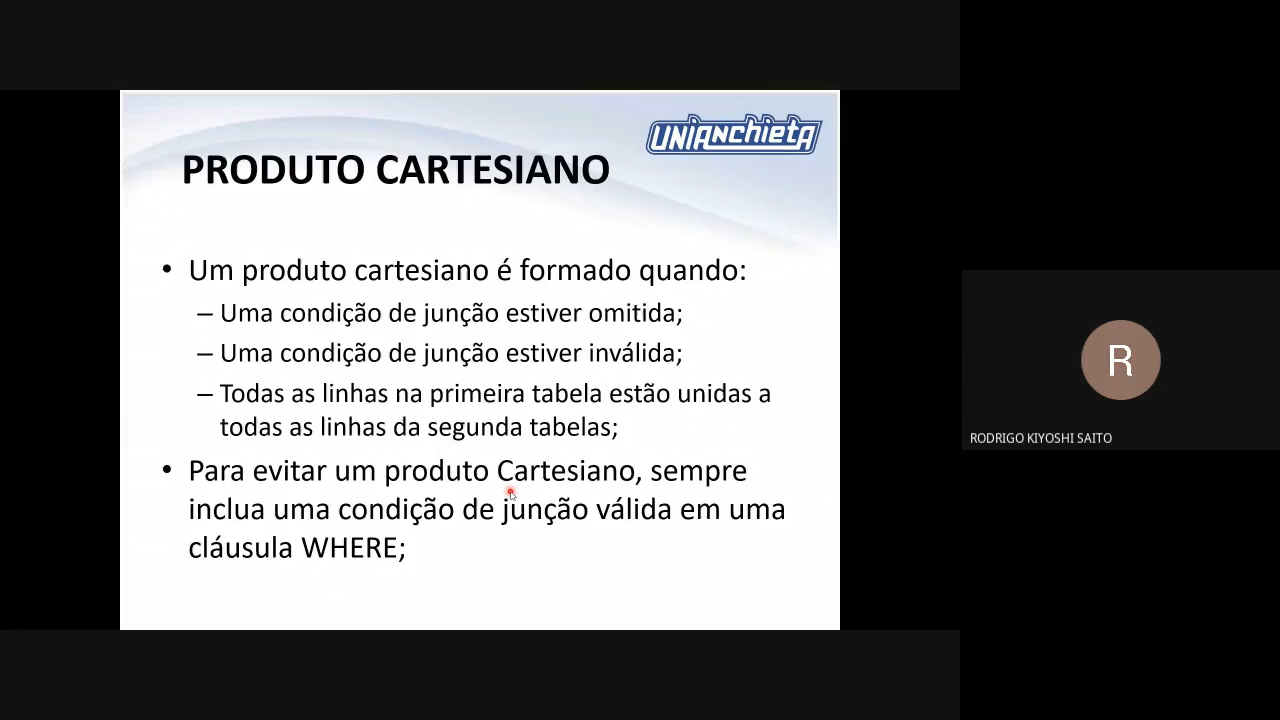 UNIANCHIETA
PRODUTO CARTESIANO
• Um produto cartesiano é formado quando:
– Uma condição de junção estiver omitida;
– Uma condição de junção estiver inválida;
– Todas as linhas na primeira tabela estão unidas a
todas as linhas da segunda tabelas;
• Para evitar um produto Cartesiano, sempre
inclua uma condição de junção válida em uma
cláusula WHERE;
R
RODRIGO KIYOSHI SAITO